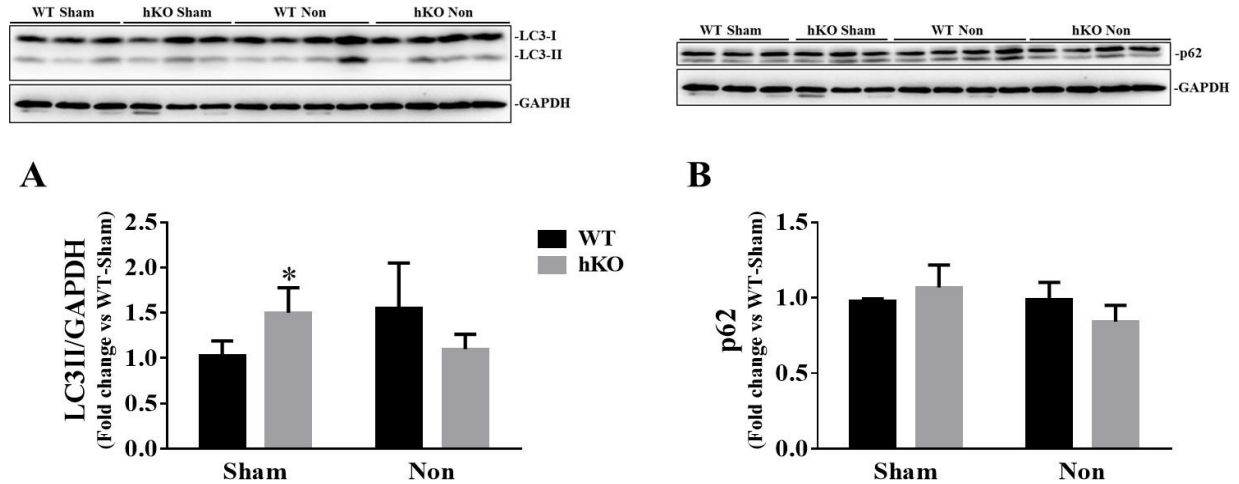 WT Sham hKO Sham WT Non hKO Non
-LC3-I
-LC3-II
-GAPDH
WT Sham hKO Sham WT Non hKO Non
-p62
-GAPDH
A
LC3II/GAPDH
(Fold change vs WT-Sham)
2.5
2.0
1.5
1.0
0.5
0.0
*
WT
hKO
Sham Non
B
p62
(Fold change vs WT-Sham)
1.5
1.0
0.5
0.0
Sham Non